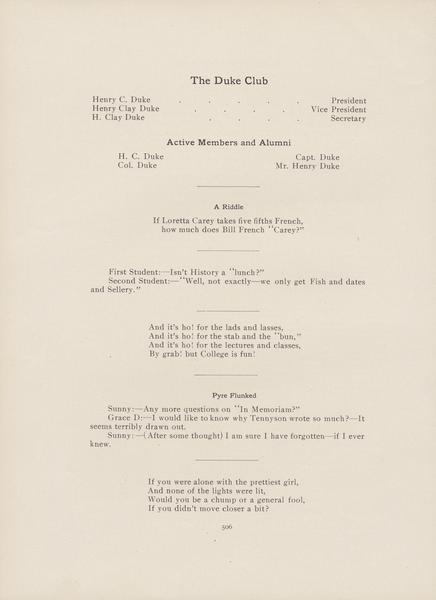 The Duke Club
Henry C. Duke . . . . . President
Henry Clay Duke . . . . Vice President
H. Clay Duke . . . . Secretary
Active Members and Alumni
H. C. Duke Capt. Duke
Col. Duke Mr. Henry Duke
A Riddle
If Loretta Carey takes five fifths French,
how much does Bill French "Carey?"
First Student:—Isn't History a "lunch?"
Second Student:—"Well, not exactly—we only get Fish and dates
and Sellery."
And it's ho! for the lads and lasses,
And it's ho! for the stab and the "bun,"
And it's ho! for the lectures and classes,
By grab! but College is fun!
Pyre Flunked
Sunny:—Any more questions on "In Memoriam?"
Grace D:—I would like to know why Tennyson wrote so much?—It
seems terribly drawn out.
Sunny:—(After some thought) I am sure I have forgotten—if I ever
knew.
If you were alone with the prettiest girl,
And none of the lights were lit,
Would you be a chump or a general fool,
If you didn't move closer a bit?
506